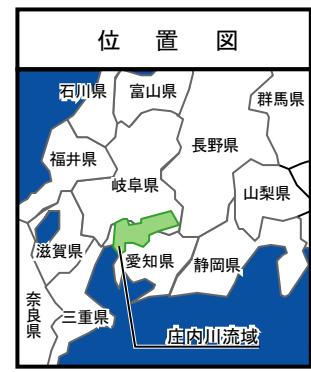 位 置 図
石川県
富山県
群馬県
長野県
福井県
岐阜県
山梨県
滋賀県
愛知県
静岡県
奈良県
三重県
庄内川流域